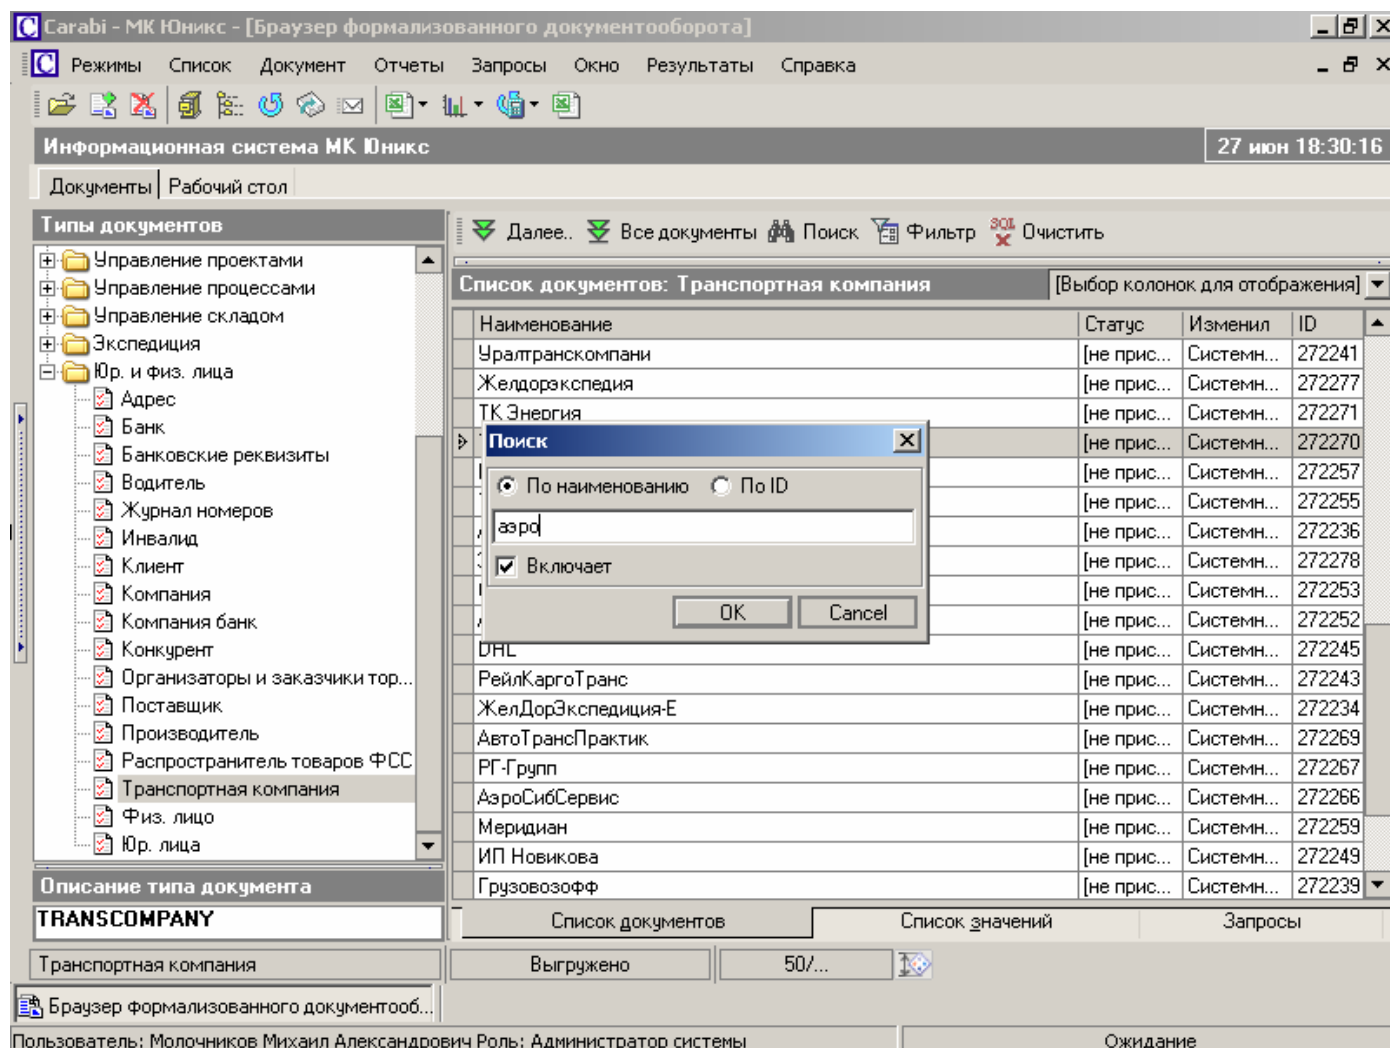 Carabi - МК Юникс - [Браузер формализованного документооборота]
Режимы Список Документ Отчеты Запросы Окно Результаты Справка
Информационная система МК Юникс 27 июн 18:30:16
Документы Рабочий стол
Типы документов
Управление проектами
Управление процессами
Управление складом
Экспедиция
Юр. и физ. лица
Адрес
Банк
Банковские реквизиты
Водитель
Журнал номеров
Инвалид
Клиент
Компания
Компания банк
Конкурент
Организаторы и заказчики тор...
Поставщик
Производитель
Распространитель товаров ФСС
Транспортная компания
Физ. лицо
Юр. лица
Описание типа документа
TRANSCOMPANY
Далее.. Все документы Поиск Фильтр SQL Очистить
Список документов: Транспортная компания [Выбор колонок для отображения]
Наименование Статус Изменил ID
Уралтранскомпани [не прис... Системн... 272241
Желдорэкспедия [не прис... Системн... 272277
ТК Энергия [не прис... Системн... 272271
[не прис... Системн... 272270
[не прис... Системн... 272257
[не прис... Системн... 272255
[не прис... Системн... 272236
[не прис... Системн... 272278
[не прис... Системн... 272253
[не прис... Системн... 272252
DHL [не прис... Системн... 272245
РейлКаргоТранс [не прис... Системн... 272243
ЖелДорЭкспедиция-Е [не прис... Системн... 272234
АвтоТрансПрактик [не прис... Системн... 272269
РГ-Групп [не прис... Системн... 272267
АэроСибСервис [не прис... Системн... 272266
Меридиан [не прис... Системн... 272259
ИП Новикова [не прис... Системн... 272249
Грузовозофф [не прис... Системн... 272239
Поиск
По наименованию По ID
аэро
Включает
OK Cancel
Список документов Список значений Запросы
Транспортная компания Выгружено 50/...
Браузер формализованного документооб...
Пользователь: Молочников Михаил Александрович Роль: Администратор системы Ожидание